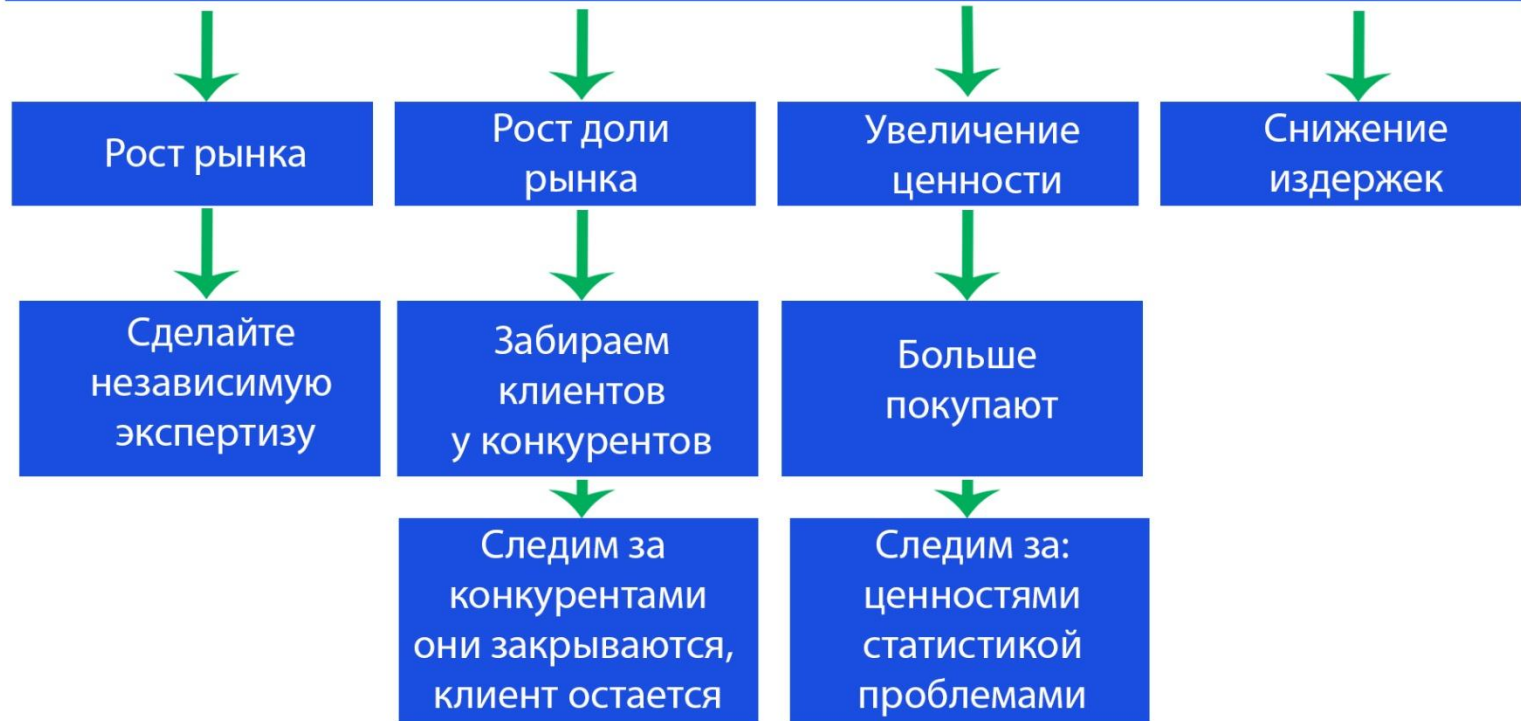 Рост рынка
Рост доли
рынка
Увеличение
ценности
Снижение
издержек
Сделайте
независимую
экспертизу
Забираем
клиентов
у конкурентов
Больше
покупают
Следим за
конкурентами
они закрываются,
клиент остается
Следим за:
ценностями
статистикой
проблемами